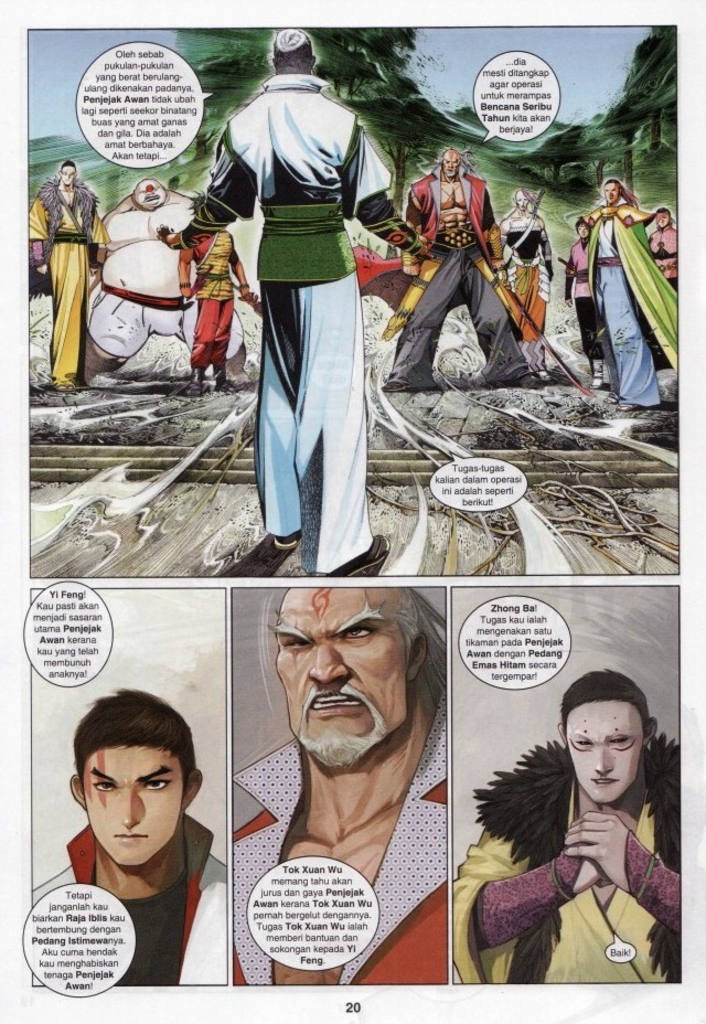 Oleh sebab
pukulan-pukulan
yang berat berulang-
ulang dikenakan padanya,
Penjejak Awan tidak ubah
lagi seperti seekor binatang
buas yang amat ganas
dan gila. Dia adalah
amat berbahaya.
Akan tetapi...
...dia
mesti ditangkap
agar operasi
untuk merampas
Bencana Seribu
Tahun kita akan
berjaya!
Tugas-tugas
kalian dalam operasi
ini adalah seperti
berikut!
Yi Feng!
Kau pasti akan
menjadi sasaran
utama Penjejak
Awan kerana
kau yang telah
membunuh
anaknya!
Tetapi
janganlah kau
biarkan Raja Iblis kau
bertembung dengan
Pedang Istimewanya.
Aku cuma hendak
kau menghabiskan
tenaga Penjejak
Awan!
Tok Xuan Wu
memang tahu akan
jurus dan gaya Penjejak
Awan kerana Tok Xuan Wu
pernah bergelut dengannya.
Tugas Tok Xuan Wu ialah
memberi bantuan dan
sokongan kepada Yi
Feng.
Zhong Ba!
Tugas kau ialah
mengenakan satu
tikaman pada Penjejak
Awan dengan Pedang
Emas Hitam secara
tergempar!
Baik!
20